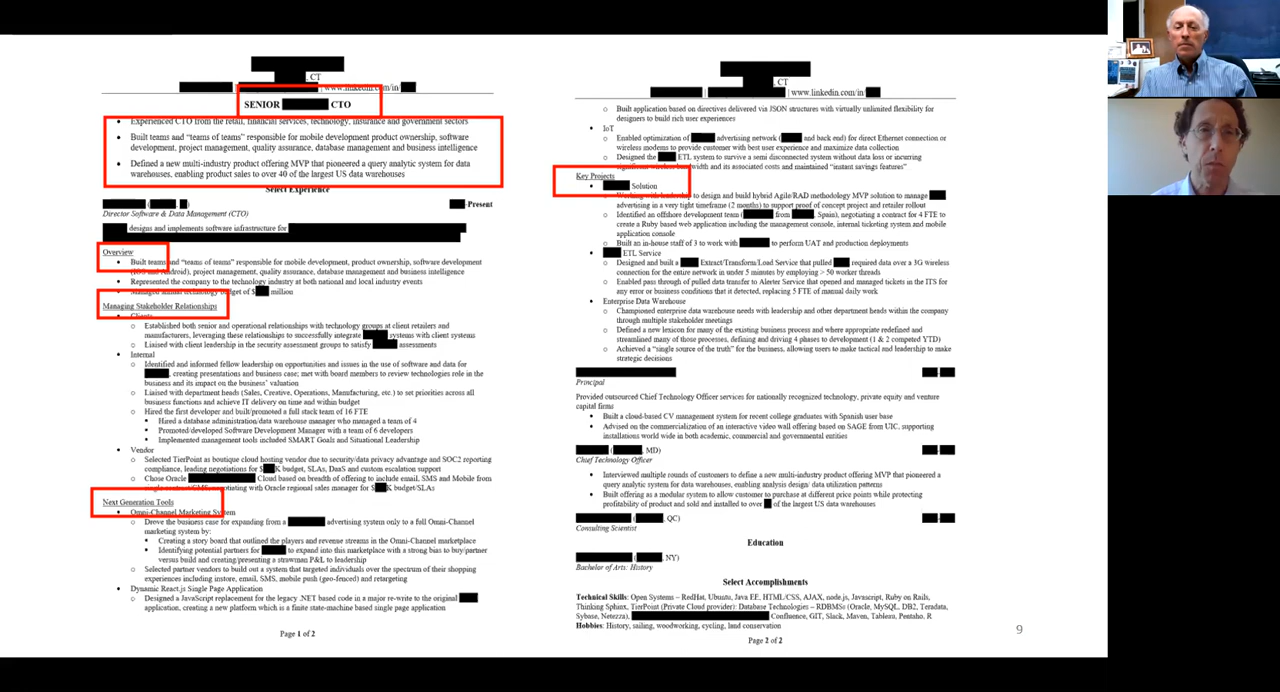 , CT
| | www.linkedin.com/in/
SENIOR CTO
Experienced CTO from the retail, financial services, technology, insurance and government sectors
Built teams and “teams of teams” responsible for mobile development product ownership, software
development, project management, quality assurance, database management and business intelligence
Defined a new multi-industry product offering MVP that pioneered a query analytic system for data
warehouses, enabling product sales to over 40 of the largest US data warehouses
Select Experience
( , ) -Present
Director Software & Data Management (CTO)
designs and implements software infrastructure for
Overview
Built teams and “teams of teams” responsible for mobile development, product ownership, software development
(iOS and Android), project management, quality assurance, database management and business intelligence
Represented the company to the technology industry at both national and local industry events
Managed annual technology budget of $ million
Managing Stakeholder Relationships
Clients
Established both senior and operational relationships with technology groups at client retailers and
manufacturers, leveraging these relationships to successfully integrate systems with client systems
Liaised with client leadership in the security assessment groups to satisfy assessments
Internal
Identified and informed fellow leadership on opportunities and issues in the use of software and data for
, creating presentations and business case; met with board members to review technologies role in the
business and its impact on the business’ valuation
Liaised with department heads (Sales, Creative, Operations, Manufacturing, etc.) to set priorities across all
business functions and achieve IT delivery on time and within budget
Hired the first developer and built/promoted a full stack team of 16 FTE
Hired a database administration/data warehouse manager who managed a team of 4
Promoted/developed Software Development Manager with a team of 6 developers
Implemented management tools included SMART Goals and Situational Leadership
Vendor
Selected TierPoint as boutique cloud hosting vendor due to security/data privacy advantage and SOC2 reporting
compliance, leading negotiations for $ K budget, SLAs, DaaS and custom escalation support
Chose Oracle Cloud based on breadth of offering to include email, SMS and Mobile from
single contract/CMS, negotiating with Oracle regional sales manager for $ K budget/SLAs
Next Generation Tools
Omni-Channel Marketing System
Drove the business case for expanding from a advertising system only to a full Omni-Channel
marketing system by:
Creating a story board that outlined the players and revenue streams in the Omni-Channel marketplace
Identifying potential partners for to expand into this marketplace with a strong bias to buy/partner
versus build and creating/presenting a strawman P&L to leadership
Selected partner vendors to build out a system that targeted individuals over the spectrum of their shopping
experiences including instore, email, SMS, mobile push (geo-fenced) and retargeting
Dynamic React.js Single Page Application
Designed a JavaScript replacement for the legacy .NET based code in a major re-write to the original
application, creating a new platform which is a finite state-machine based single page application
Page 1 of 2
, CT
| | www.linkedin.com/in/
Built application based on directives delivered via JSON structures with virtually unlimited flexibility for
designers to build rich user experiences
IoT
Enabled optimization of advertising network ( and back end) for direct Ethernet connection or
wireless modems to provide customer with best user experience and maximize data collection
Designed the ETL system to survive a semi disconnected system without data loss or incurring
significant wireless bandwidth and its associated costs and maintained “instant savings features”
Key Projects
Solution
Working with leadership to design and build hybrid Agile/RAD methodology MVP solution to manage
advertising in a very tight timeframe (2 months) to support proof of concept project and retailer rollout
Identified an offshore development team ( from , Spain), negotiating a contract for 4 FTE to
create a Ruby based web application including the management console, internal ticketing system and mobile
application console
Built an in-house staff of 3 to work with to perform UAT and production deployments
ETL Service
Designed and built a Extract/Transform/Load Service that pulled required data over a 3G wireless
connection for the entire network in under 5 minutes by employing > 50 worker threads
Enabled pass through of pulled data transfer to Alerter Service that opened and managed tickets in the ITS for
any error or business conditions that it detected, replacing 5 FTE of manual daily work
Enterprise Data Warehouse
Championed enterprise data warehouse needs with leadership and other department heads within the company
through multiple stakeholder meetings
Defined a new lexicon for many of the existing business process and where appropriate redefined and
streamlined many of those processes, defining and driving 4 phases to development (1 & 2 competed YTD)
Achieved a “single source of the truth” for the business, allowing users to make tactical and leadership to make
strategic decisions
Principal
Provided outsourced Chief Technology Officer services for nationally recognized technology, private equity and venture
capital firms
Built a cloud-based CV management system for recent college graduates with Spanish user base
Advised on the commercialization of an interactive video wall offering based on SAGE from UIC, supporting
installations world wide in both academic, commercial and governmental entities
( , MD)
Chief Technology Officer
Interviewed multiple rounds of customers to define a new multi-industry product offering MVP that pioneered a
query analytic system for data warehouses, enabling analysis design/ data utilization patterns
Built offering as a modular system to allow customer to purchase at different price points while protecting
profitability of product and sold and installed to over of the largest US data warehouses
( , QC)
Consulting Scientist
Education
( , NY)
Bachelor of Arts: History
Select Accomplishments
Technical Skills: Open Systems – RedHat, Ubuntu, Java EE, HTML/CSS, AJAX, node.js, Javascript, Ruby on Rails,
Thinking Sphinx, TierPoint (Private Cloud provider): Database Technologies – RDBMSs (Oracle, MySQL, DB2, Teradata,
Sybase, Netezza), Confluence, GIT, Slack, Maven, Tableau, Pentaho, R
Hobbies: History, sailing, woodworking, cycling, land conservation
Page 2 of 2
9